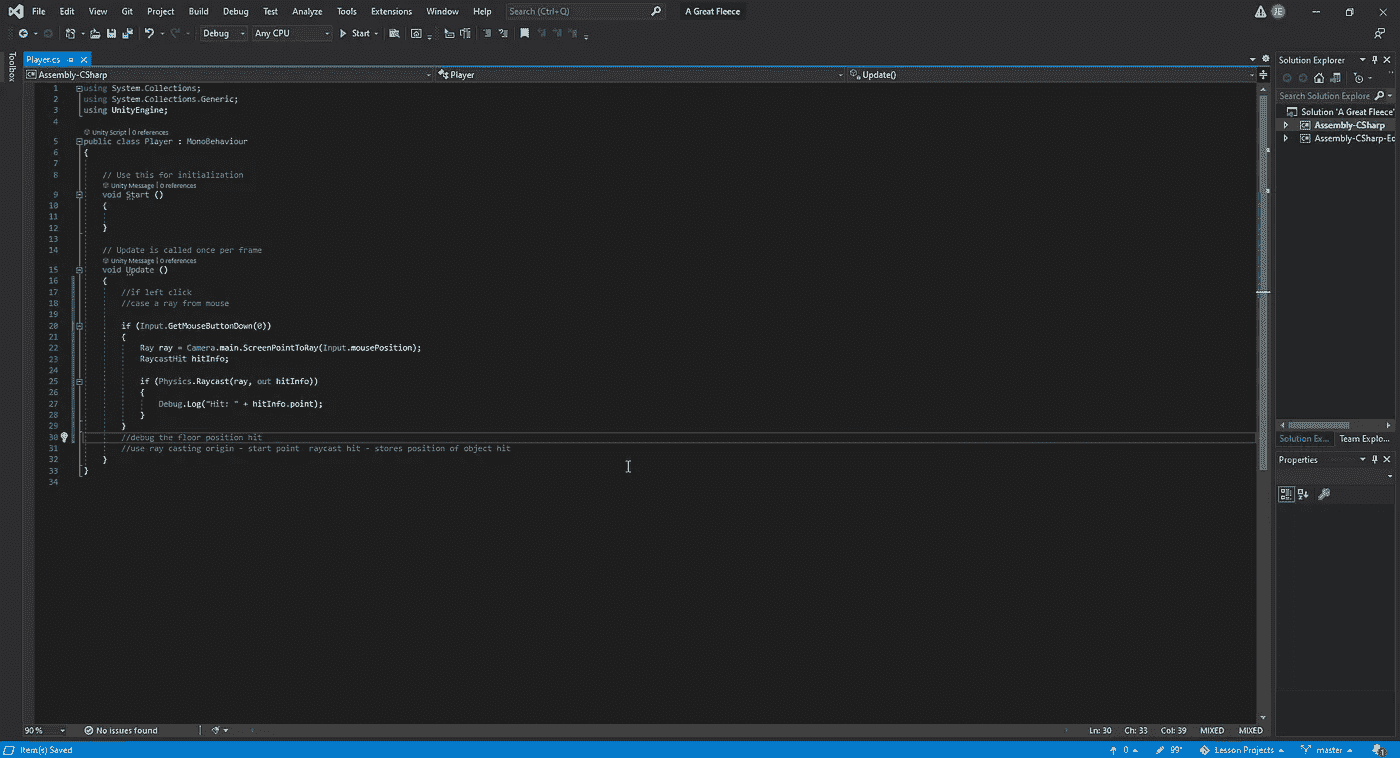 File Edit View Git Project Build Debug Test Analyze Tools Extensions Window Help Search (Ctrl+Q) A Great Fleece JE
Debug Any CPU Start
Toolbox
Player.cs
Assembly-CSharp Player Update()
1 using System.Collections;
2 using System.Collections.Generic;
3 using UnityEngine;
4
Unity Script | 0 references
5 public class Player : MonoBehaviour
6 {
7
8 // Use this for initialization
Unity Message | 0 references
9 void Start ()
10 {
11
12 }
13
14 // Update is called once per frame
Unity Message | 0 references
15 void Update ()
16 {
17 //if left click
18 //case a ray from mouse
19
20 if (Input.GetMouseButtonDown(0))
21 {
22 Ray ray = Camera.main.ScreenPointToRay(Input.mousePosition);
23 RaycastHit hitInfo;
24
25 if (Physics.Raycast(ray, out hitInfo))
26 {
27 Debug.Log("Hit: " + hitInfo.point);
28 }
29 }
30 //debug the floor position hit
31 //use ray casting origin - start point raycast hit - stores position of object hit
32 }
33 }
34
Solution Explorer
Search Solution Explore
Solution 'A Great Fleece'
Assembly-CSharp
Assembly-CSharp-Ec
Solution Ex... Team Explo...
Properties
90 % No issues found Ln: 30 Ch: 33 Col: 39 MIXED MIXED
Item(s) Saved 0 99+ Lesson Projects master 1